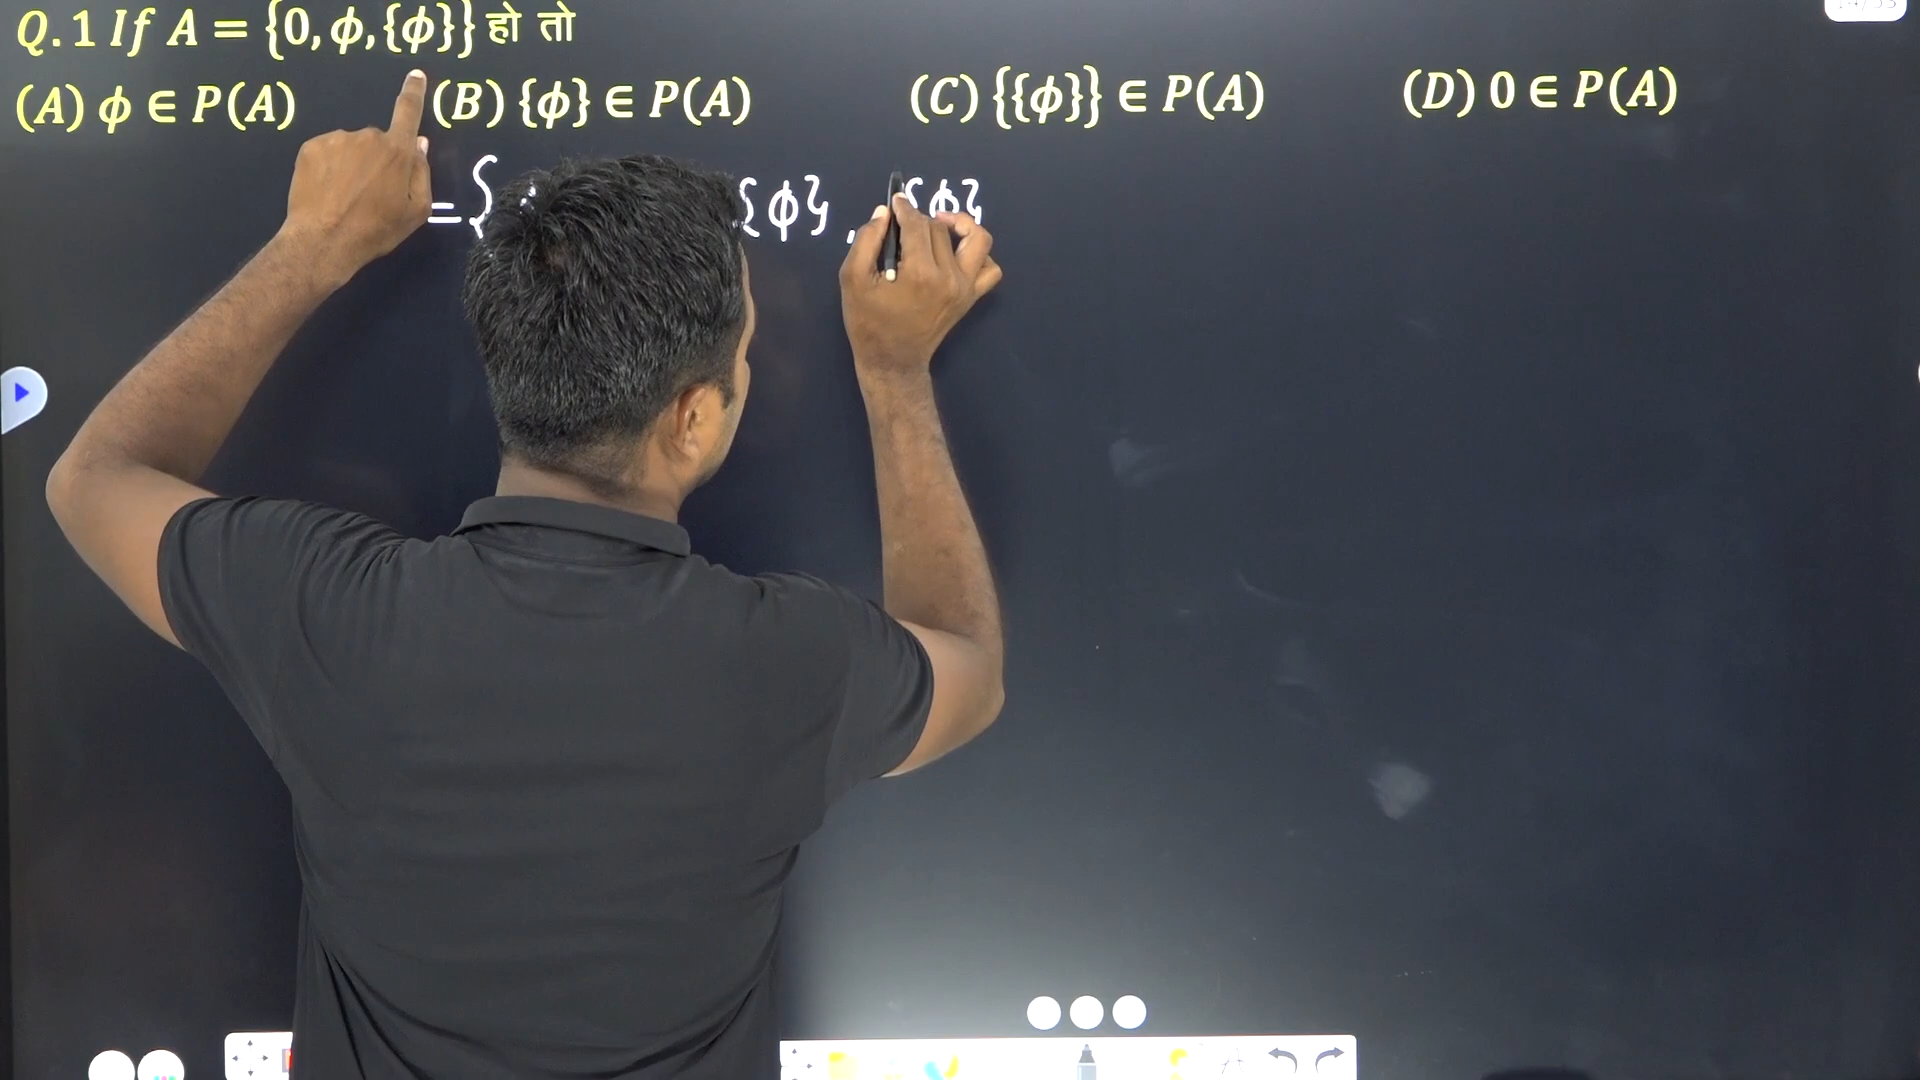 Q.1 If A = {0, ϕ, {ϕ}} हो तो
(A) ϕ ∈ P(A) (B) {ϕ} ∈ P(A) (C) {{ϕ}} ∈ P(A) (D) 0 ∈ P(A)
= { {ϕ}, {ϕ}